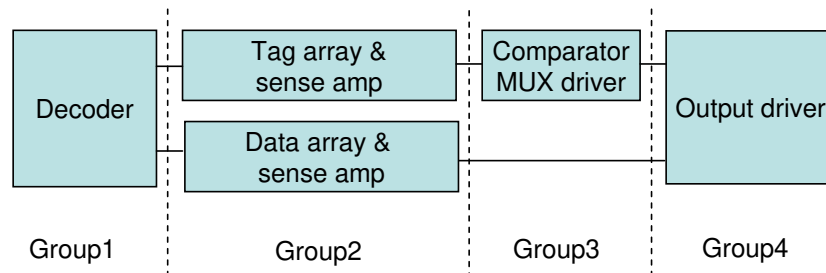 Decoder
Tag array &
sense amp
Data array &
sense amp
Comparator
MUX driver
Output driver
Group1
Group2
Group3
Group4